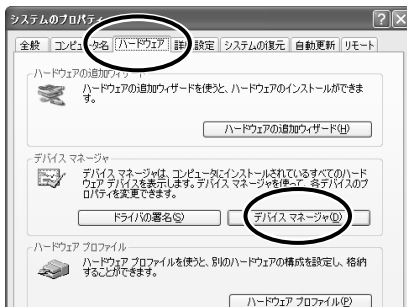 システムのプロパティ
全般 コンピュータ名 ハードウェア 詳細設定 システムの復元 自動更新 リモート
ハードウェアの追加ウィザード
ハードウェアの追加ウィザードを使うと、ハードウェアのインストールができま
す。
ハードウェアの追加ウィザード(H)
デバイス マネージャ
デバイス マネージャは、コンピュータにインストールされているすべてのハード
ウェア デバイスを表示します。デバイス マネージャを使って、各デバイスのプ
ロパティを変更できます。
ドライバの署名(S) デバイス マネージャ(D)
ハードウェア プロファイル
ハードウェア プロファイルを使うと、別のハードウェアの構成を設定し、格納
することができます。
ハードウェア プロファイル(P)